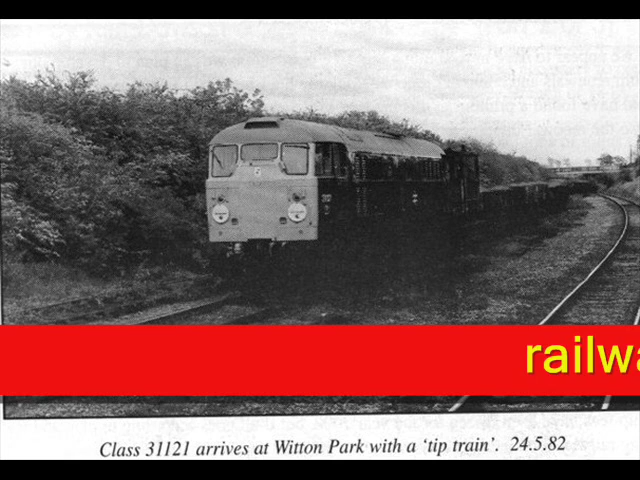 railwa
Class 31121 arrives at Witton Park with a ‘tip train’. 24.5.82